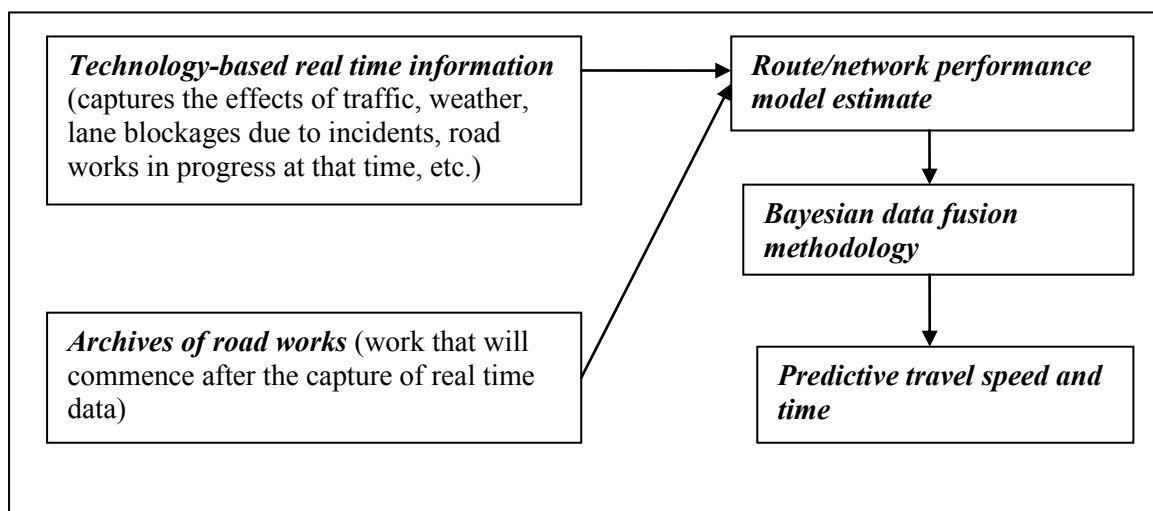 Technology-based real time information
(captures the effects of traffic, weather,
lane blockages due to incidents, road
works in progress at that time, etc.)
Archives of road works (work that will
commence after the capture of real time
data)
Route/network performance
model estimate
Bayesian data fusion
methodology
Predictive travel speed and
time